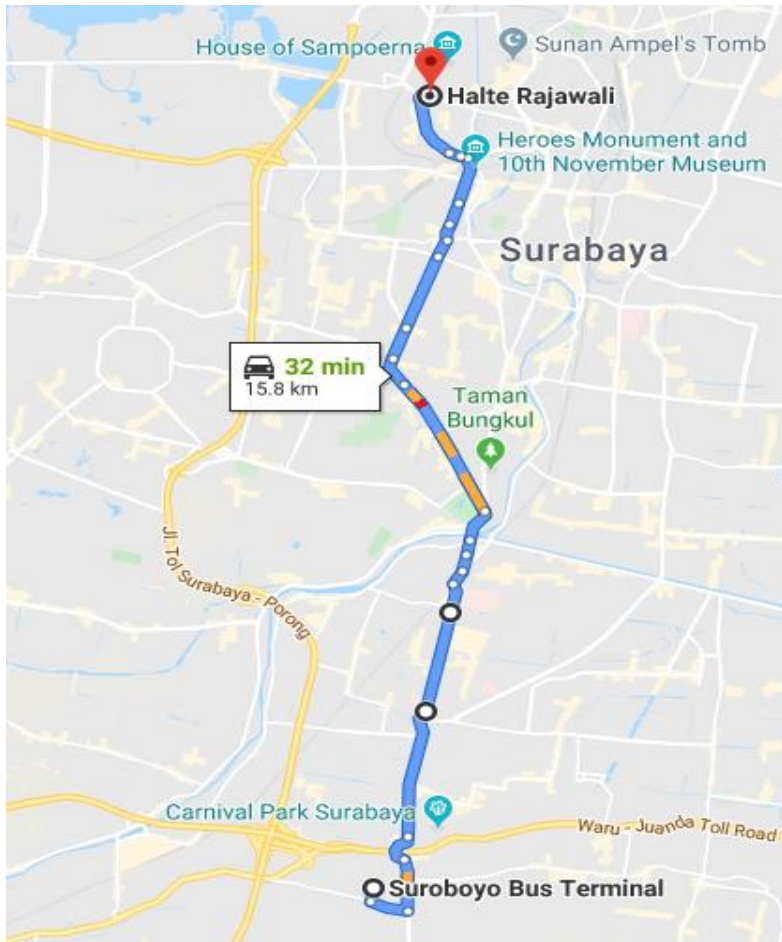 House of Sampoerna
Sunan Ampel's Tomb
Halte Rajawali
Heroes Monument and
10th November Museum
Surabaya
32 min
15.8 km
Taman
Bungkul
Jl. Tol Surabaya - Porong
Carnival Park Surabaya
Waru - Juanda Toll Road
Suroboyo Bus Terminal